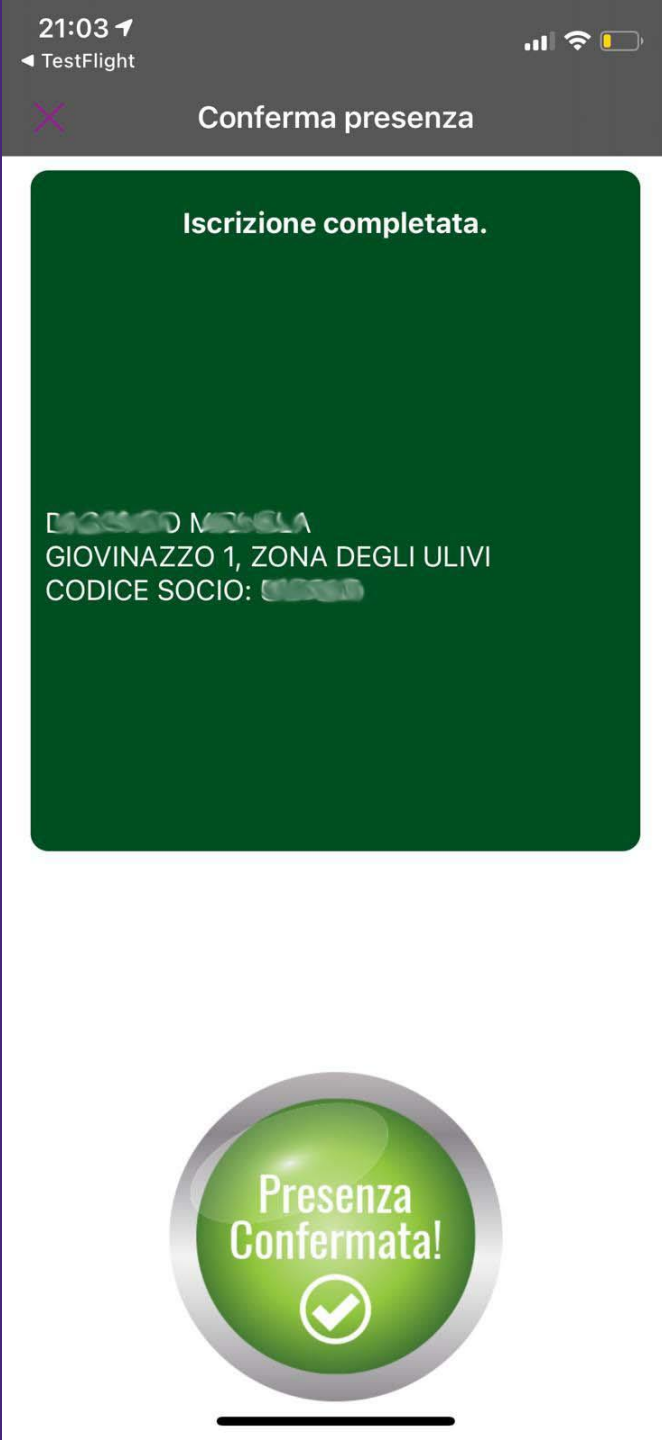 21:03
◀ TestFlight
Conferma presenza
Iscrizione completata.
GIOVINAZZO 1, ZONA DEGLI ULIVI
CODICE SOCIO:
Presenza
Confermata!